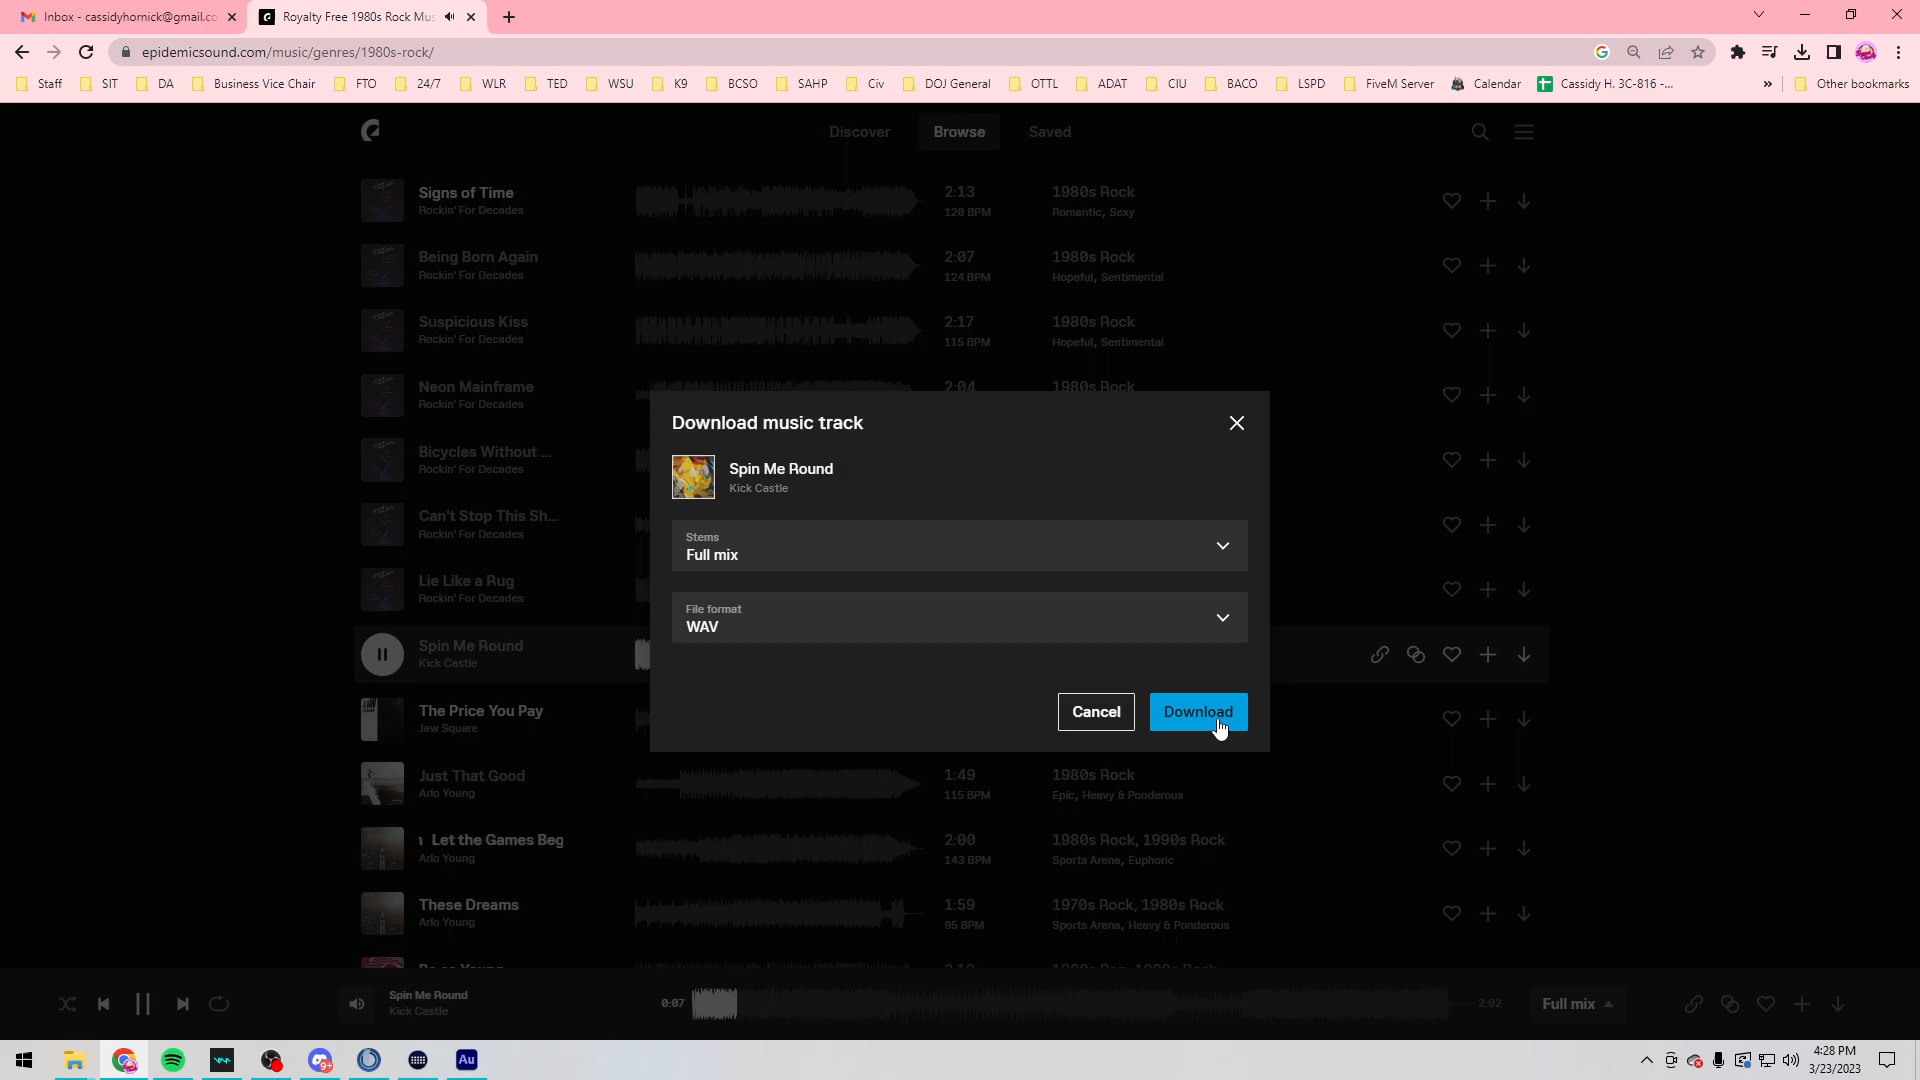 Inbox - cassidyhornick@gmail.co
Royalty Free 1980s Rock Mus
epidemicsound.com/music/genres/1980s-rock/
Staff SIT DA Business Vice Chair FTO 24/7 WLR TED WSU K9 BCSO SAHP Civ DOJ General OTTL ADAT CIU BACO LSPD FiveM Server Calendar Cassidy H. 3C-816 -... » Other bookmarks
Discover Browse Saved
Signs of Time 2:13 1980s Rock
Rockin' For Decades 120 BPM Romantic, Sexy
Being Born Again 2:07 1980s Rock
Rockin' For Decades 124 BPM Hopeful, Sentimental
Suspicious Kiss 2:17 1980s Rock
Rockin' For Decades 115 BPM Hopeful, Sentimental
Neon Mainframe 2:04 1980s Rock
Rockin' For Decades
Bicycles Without ...
Rockin' For Decades
Can't Stop This Sh...
Rockin' For Decades
Lie Like a Rug
Rockin' For Decades
Spin Me Round
Kick Castle
The Price You Pay
Jaw Square
Download music track
Spin Me Round
Kick Castle
Stems
Full mix
File format
WAV
Cancel Download
Just That Good 1:49 1980s Rock
Arlo Young 115 BPM Epic, Heavy & Ponderous
Let the Games Beg 2:00 1980s Rock, 1990s Rock
Arlo Young 143 BPM Sports Arena, Euphoric
These Dreams 1:59 1970s Rock, 1980s Rock
Arlo Young 95 BPM Sports Arena, Heavy & Ponderous
Spin Me Round
Kick Castle
0:07 2:02 Full mix
9+ Au
4:28 PM
3/23/2023